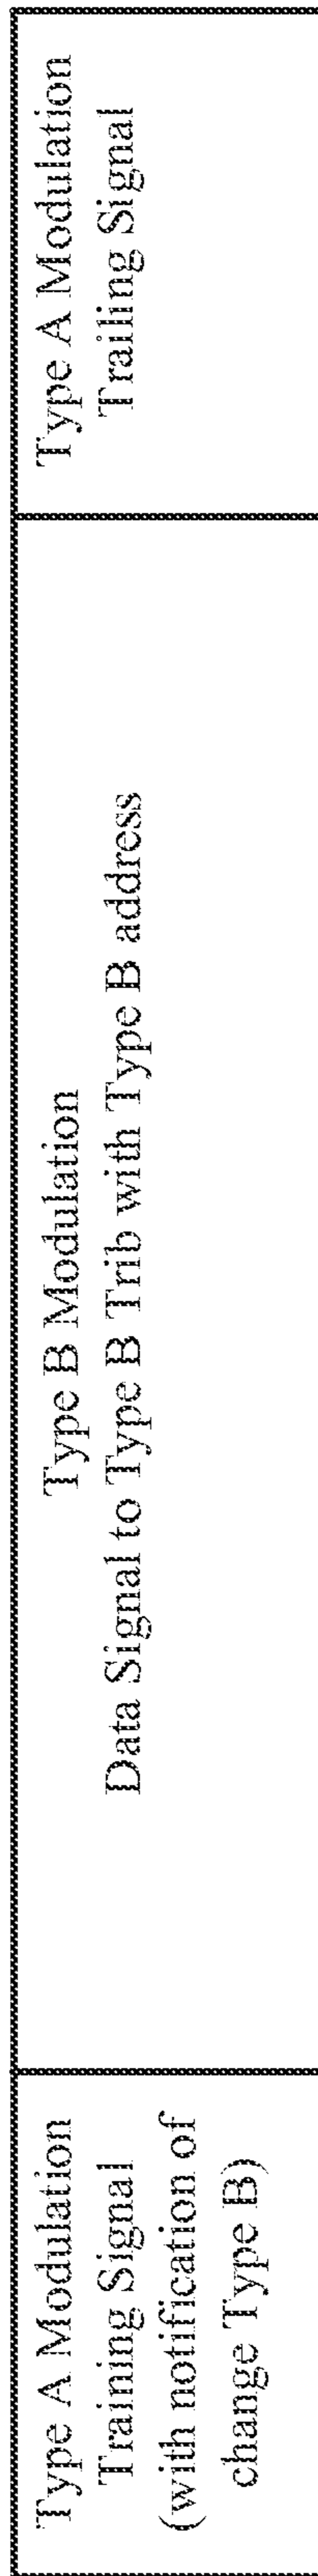 Type A Modulation
Training Signal
(with notification of
change Type B)
Type B Modulation
Data Signal to Type B Trib with Type B address
Type A Modulation
Trailing Signal